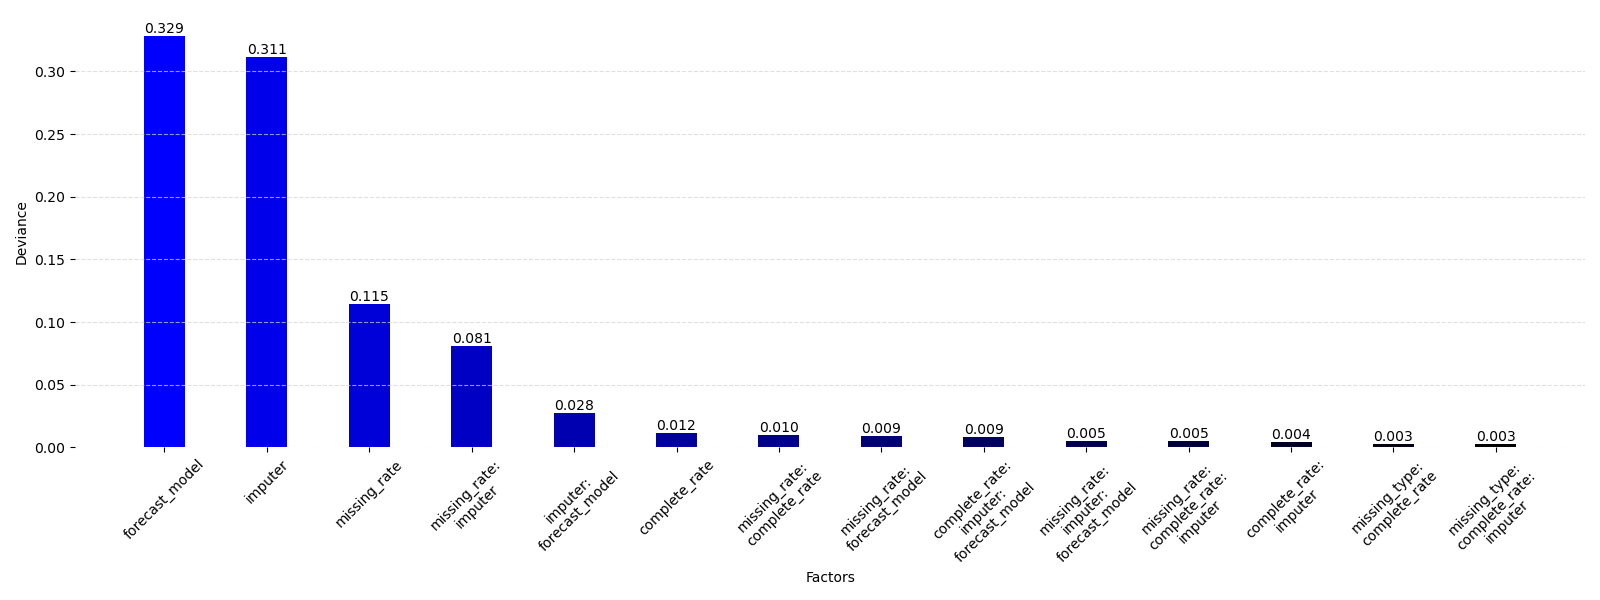 0.329
0.311
0.115
0.081
0.028
0.012
0.010
0.009
0.009
0.005
0.005
0.004
0.003
0.003
0.30
0.25
0.20
0.15
0.10
0.05
0.00
Deviance
forecast_model
imputer
missing_rate
missing_rate:
imputer
imputer:
forecast_model
complete_rate
missing_rate:
complete_rate
missing_rate:
forecast_model
complete_rate:
imputer:
forecast_model
missing_rate:
imputer:
forecast_model
missing_rate:
complete_rate:
imputer
complete_rate:
imputer
missing_type:
complete_rate
missing_type:
complete_rate:
imputer
Factors